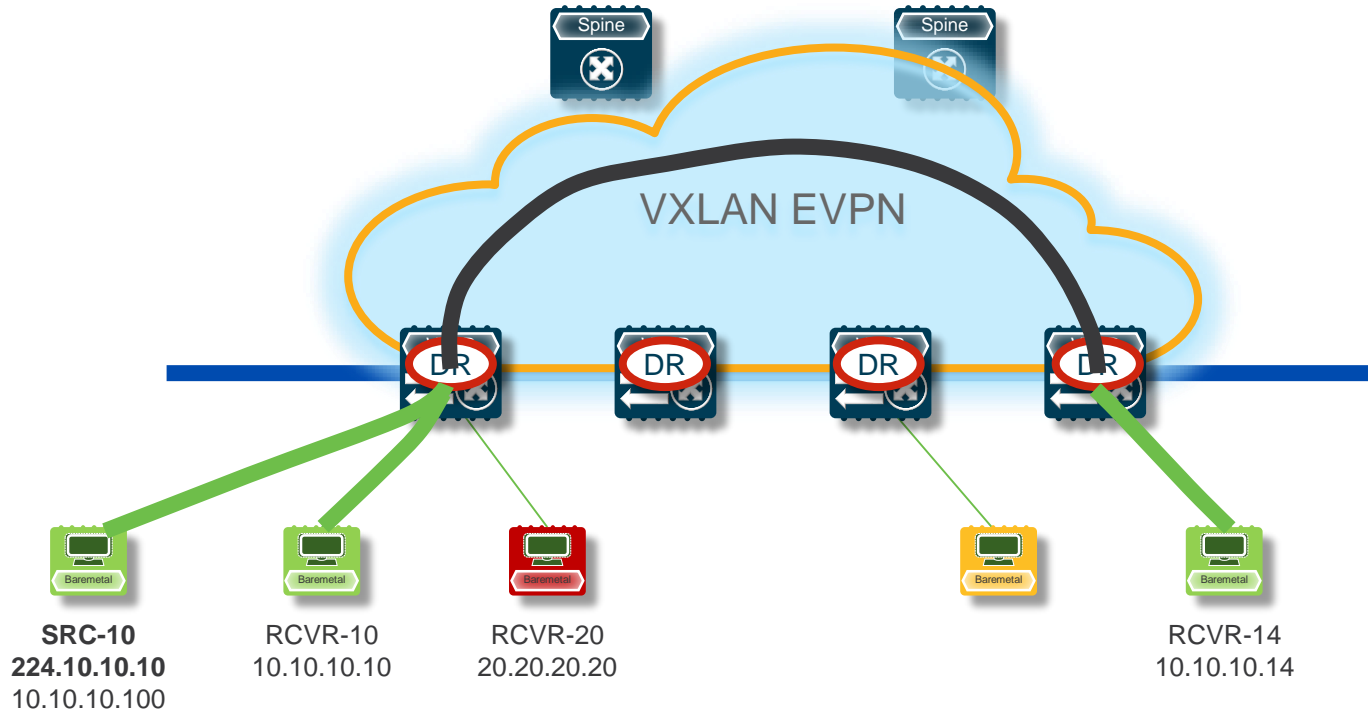 Spine
Spine
VXLAN EVPN
DR
DR
DR
DR
Baremetal
Baremetal
Baremetal
Baremetal
Baremetal
SRC-10
224.10.10.10
10.10.10.100
RCVR-10
10.10.10.10
RCVR-20
20.20.20.20
RCVR-14
10.10.10.14